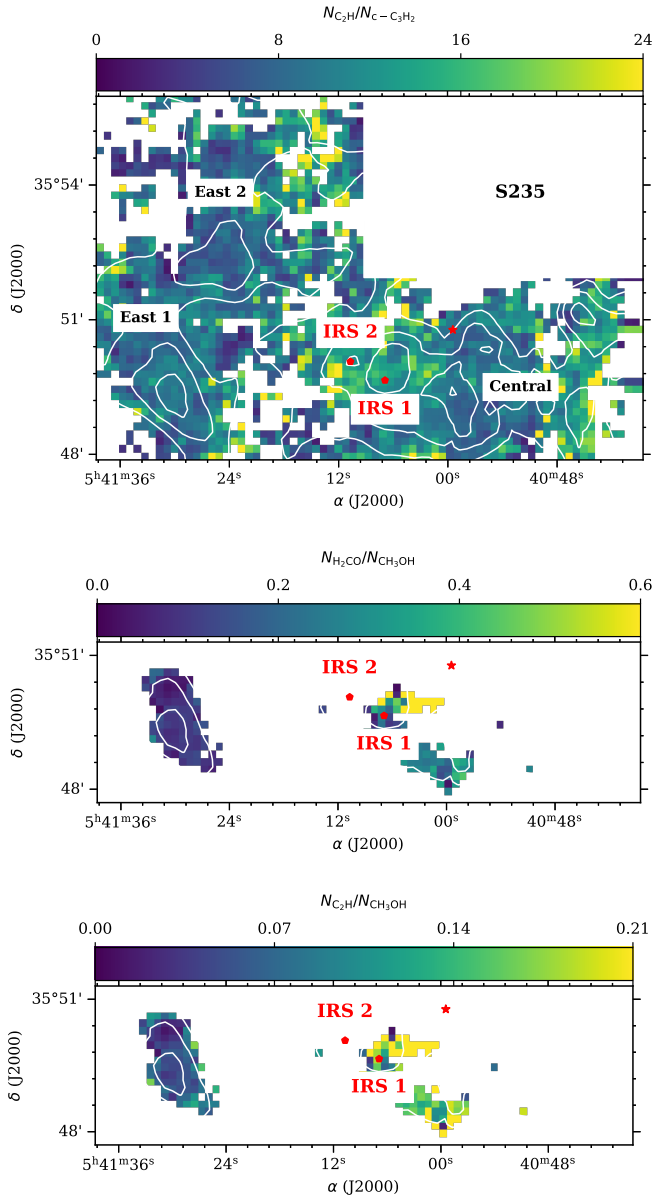 N_C₂H/N_c−C₃H₂
0 8 16 24
35°54'
East 2
S235
East 1
51'
IRS 2
Central
IRS 1
48'
δ (J2000)
5ʰ41ᵐ36ˢ 24ˢ 12ˢ 00ˢ 40ᵐ48ˢ
α (J2000)
N_H₂CO/N_CH₃OH
0.0 0.2 0.4 0.6
35°51'
IRS 2
IRS 1
48'
δ (J2000)
5ʰ41ᵐ36ˢ 24ˢ 12ˢ 00ˢ 40ᵐ48ˢ
α (J2000)
N_C₂H/N_CH₃OH
0.00 0.07 0.14 0.21
35°51'
IRS 2
IRS 1
48'
δ (J2000)
5ʰ41ᵐ36ˢ 24ˢ 12ˢ 00ˢ 40ᵐ48ˢ
α (J2000)